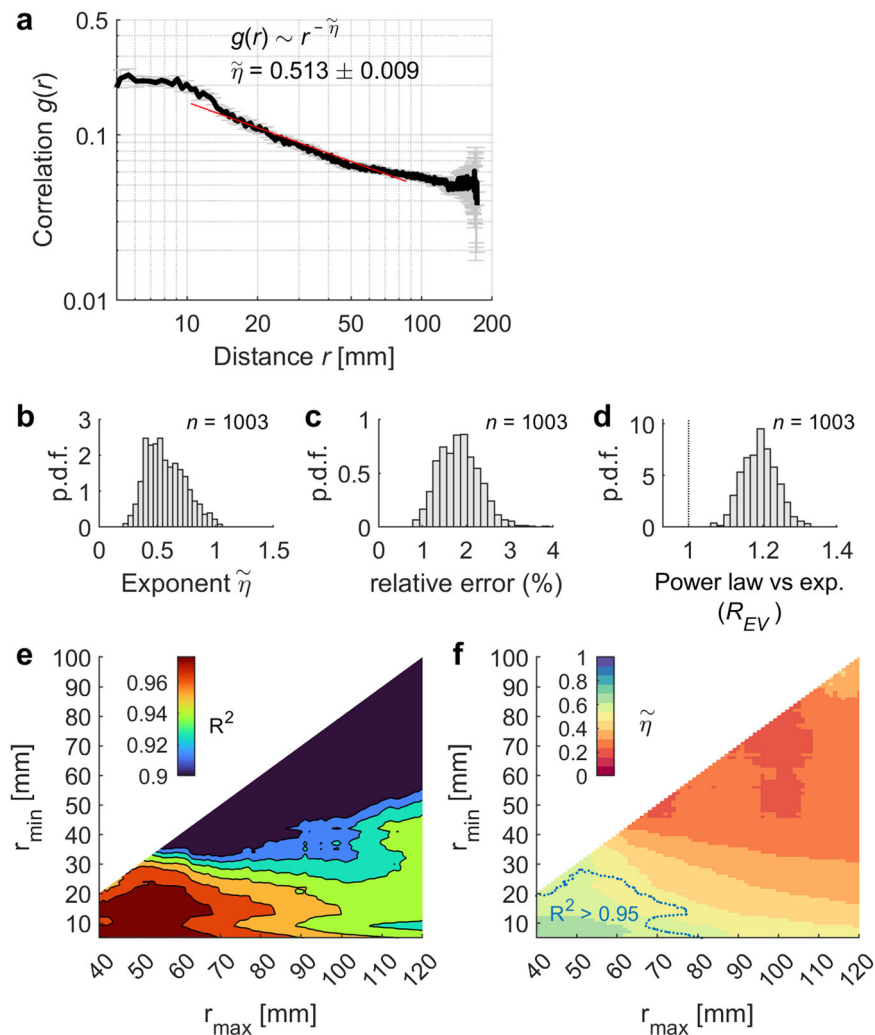 a
0.5
0.1
0.01
Correlation g(r)
g(r) ~ r^-η̃
η̃ = 0.513 ± 0.009
10 20 50 100 200
Distance r [mm]
b
n = 1003
3
2
1
0
p.d.f.
0 0.5 1 1.5
Exponent η̃
c
n = 1003
1
0.5
0
p.d.f.
0 1 2 3 4
relative error (%)
d
n = 1003
10
5
0
p.d.f.
1 1.2 1.4
Power law vs exp.
(R_EV)
e
100
90
80
70
60
50
40
30
20
10
r_min [mm]
0.96
0.94
0.92
0.9
R²
40 50 60 70 80 90 100 110 120
r_max [mm]
f
100
90
80
70
60
50
40
30
20
10
r_min [mm]
1
0.8
0.6
0.4
0.2
0
η̃
R² > 0.95
40 50 60 70 80 90 100 110 120
r_max [mm]